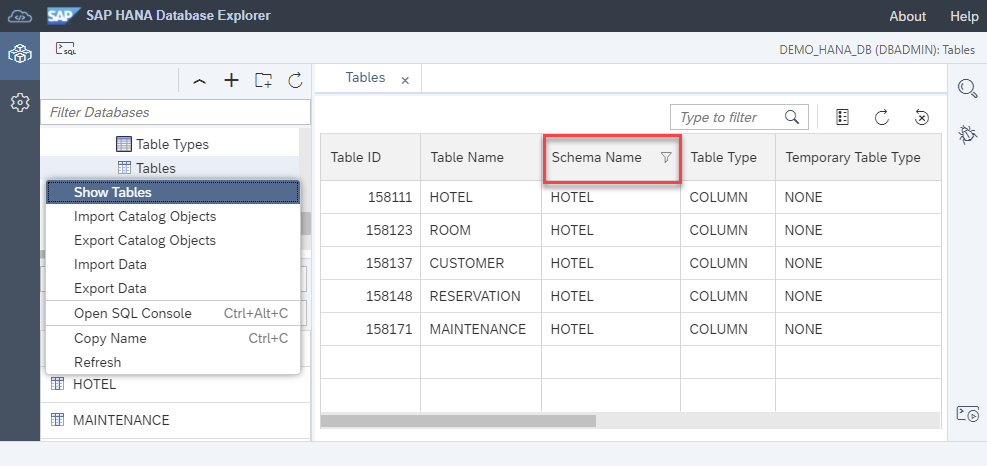 SAP SAP HANA Database Explorer About Help
SQL DEMO_HANA_DB (DBADMIN): Tables
Filter Databases
Table Types
Tables
Show Tables
Import Catalog Objects
Export Catalog Objects
Import Data
Export Data
Open SQL Console Ctrl+Alt+C
Copy Name Ctrl+C
Refresh
HOTEL
MAINTENANCE
Tables
Type to filter
Table ID Table Name Schema Name Table Type Temporary Table Type
158111 HOTEL HOTEL COLUMN NONE
158123 ROOM HOTEL COLUMN NONE
158137 CUSTOMER HOTEL COLUMN NONE
158148 RESERVATION HOTEL COLUMN NONE
158171 MAINTENANCE HOTEL COLUMN NONE